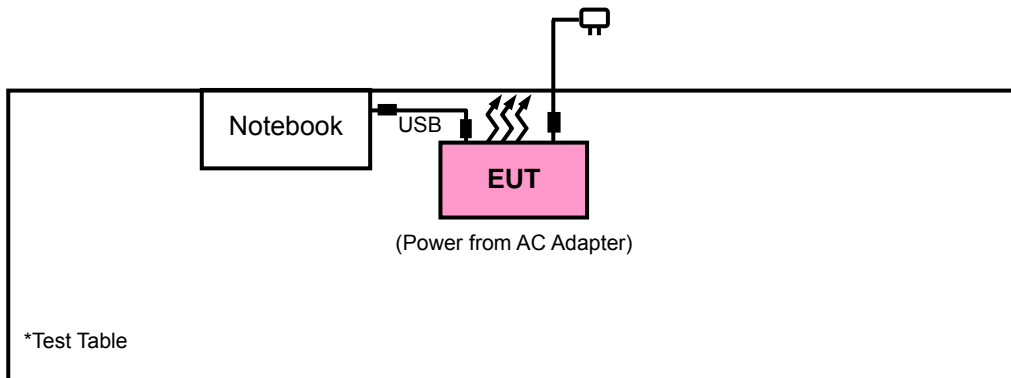 Notebook
USB
EUT
(Power from AC Adapter)
*Test Table